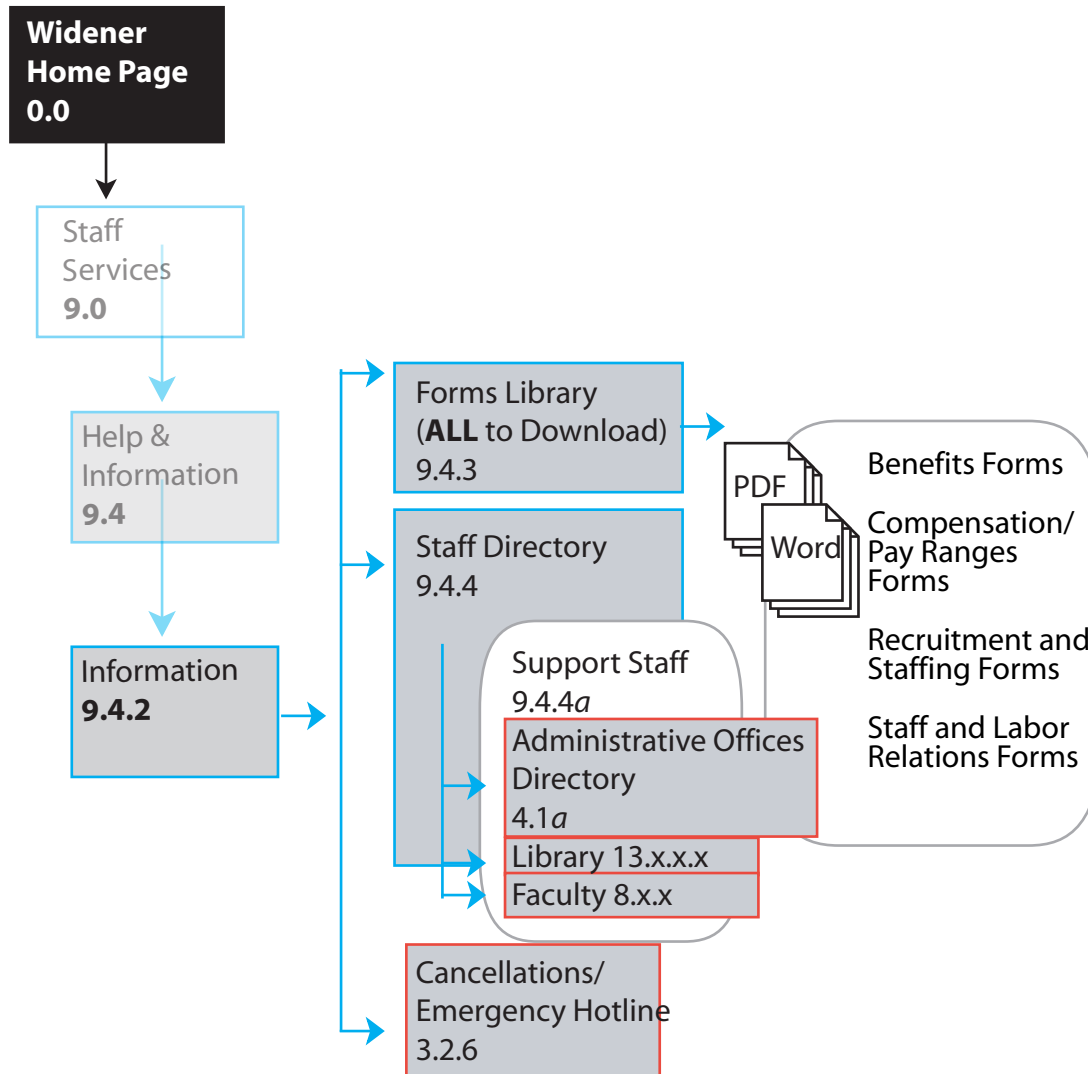 Widener
Home Page
0.0
Staff
Services
9.0
Help &
Information
9.4
Information
9.4.2
Forms Library
(ALL to Download)
9.4.3
Staff Directory
9.4.4
Support Staff
9.4.4a
Administrative Offices
Directory
4.1a
Library 13.x.x.x
Faculty 8.x.x
Cancellations/
Emergency Hotline
3.2.6
PDF
Word
Benefits Forms
Compensation/
Pay Ranges
Forms
Recruitment and
Staffing Forms
Staff and Labor
Relations Forms